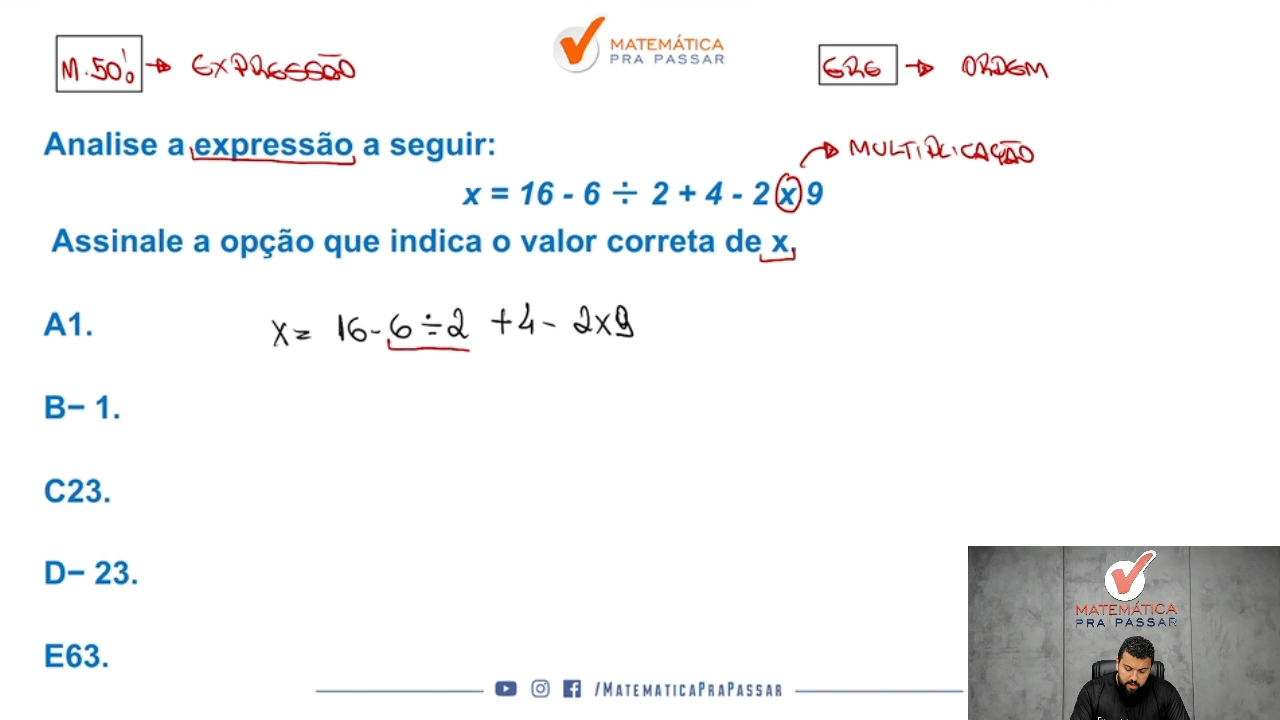 M.50%
→ EXPRESSÃO
MATEMÁTICA
PRA PASSAR
ERE → ORDEM
Analise a expressão a seguir:
→ MULTIPLICAÇÃO
x = 16 - 6 ÷ 2 + 4 - 2 x 9
Assinale a opção que indica o valor correta de x.
A1.
x = 16 - 6 ÷ 2 + 4 - 2 x 9
B− 1.
C23.
D− 23.
E63.
MATEMÁTICA
PRA PASSAR
/MATEMATICAPRAPASSAR